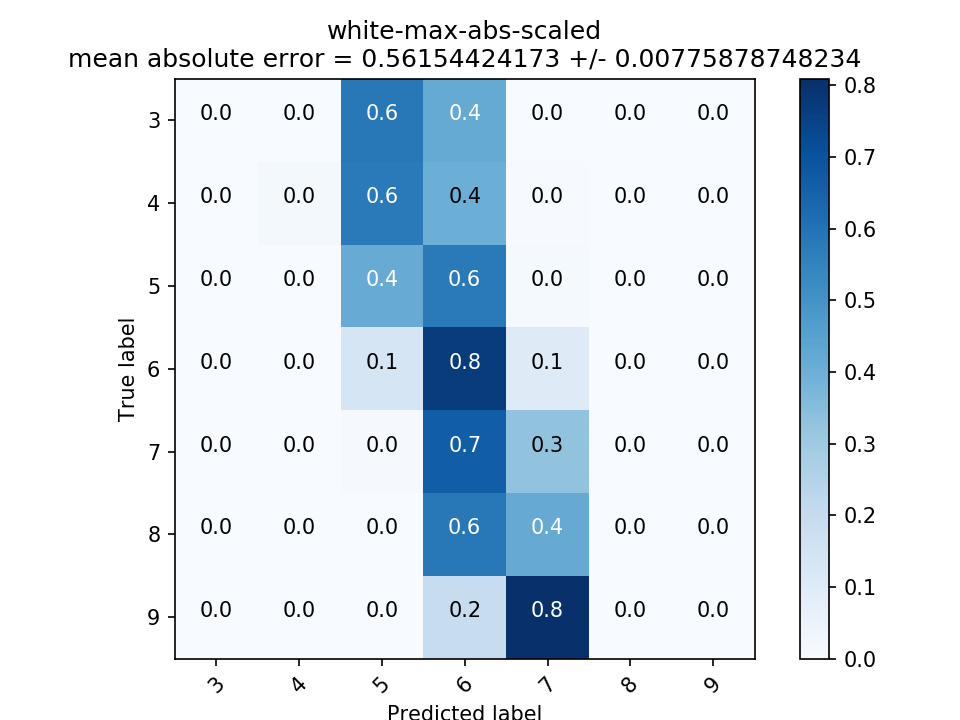 white-max-abs-scaled
mean absolute error = 0.56154424173 +/- 0.00775878748234
3 0.0 0.0 0.6 0.4 0.0 0.0 0.0
4 0.0 0.0 0.6 0.4 0.0 0.0 0.0
5 0.0 0.0 0.4 0.6 0.0 0.0 0.0
6 0.0 0.0 0.1 0.8 0.1 0.0 0.0
7 0.0 0.0 0.0 0.7 0.3 0.0 0.0
8 0.0 0.0 0.0 0.6 0.4 0.0 0.0
9 0.0 0.0 0.0 0.2 0.8 0.0 0.0
True label
3 4 5 6 7 8 9
Predicted label
0.8
0.7
0.6
0.5
0.4
0.3
0.2
0.1
0.0